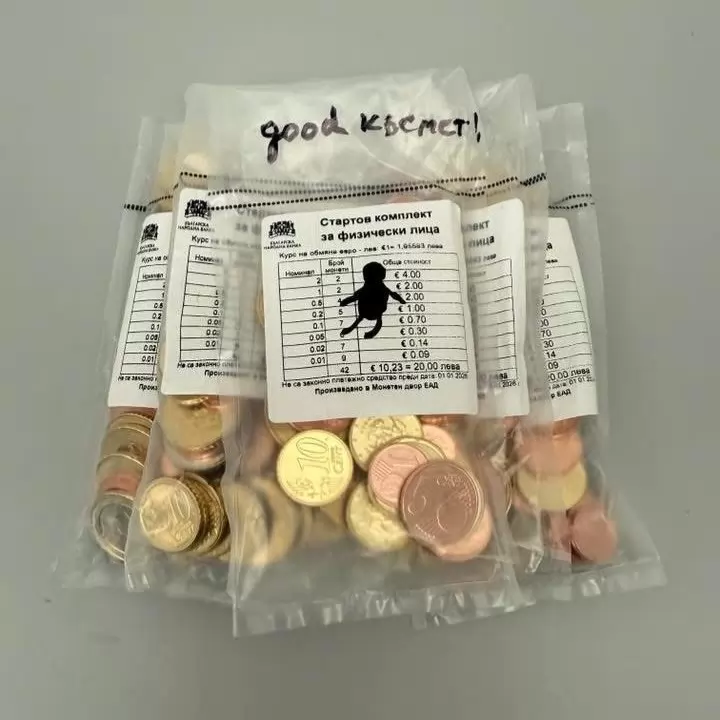 good късмет!
БЪЛГАРСКА
НАРОДНА БАНКА
Стартов комплект
за физически лица
Курс на обмяна евро - лев: €1= 1,95583 лева
Номинал Брой монети Обща стойност
2 2 € 4.00
1 2 € 2.00
0.5 4 2.00
0.2 5 € 1.00
0.1 7 € 0.70
0.05 € 0.30
0.02 7 € 0.14
0.01 9 € 0.09
42 € 10,23 = 20,00 лева
Не са законно платежно средство преди дата: 01.01.2026
Произведено в Монетен двор ЕАД
10
CENT